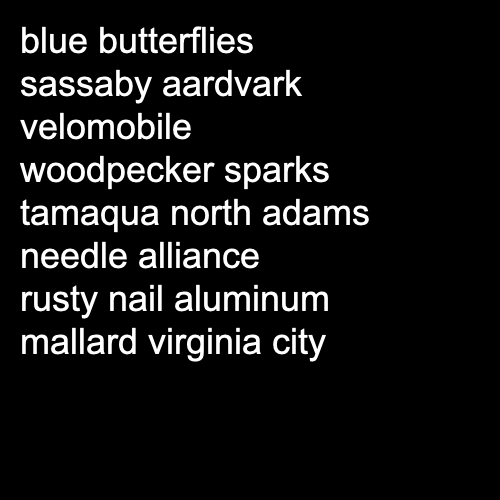 blue butterflies
sassaby aardvark
velomobile
woodpecker sparks
tamaqua north adams
needle alliance
rusty nail aluminum
mallard virginia city